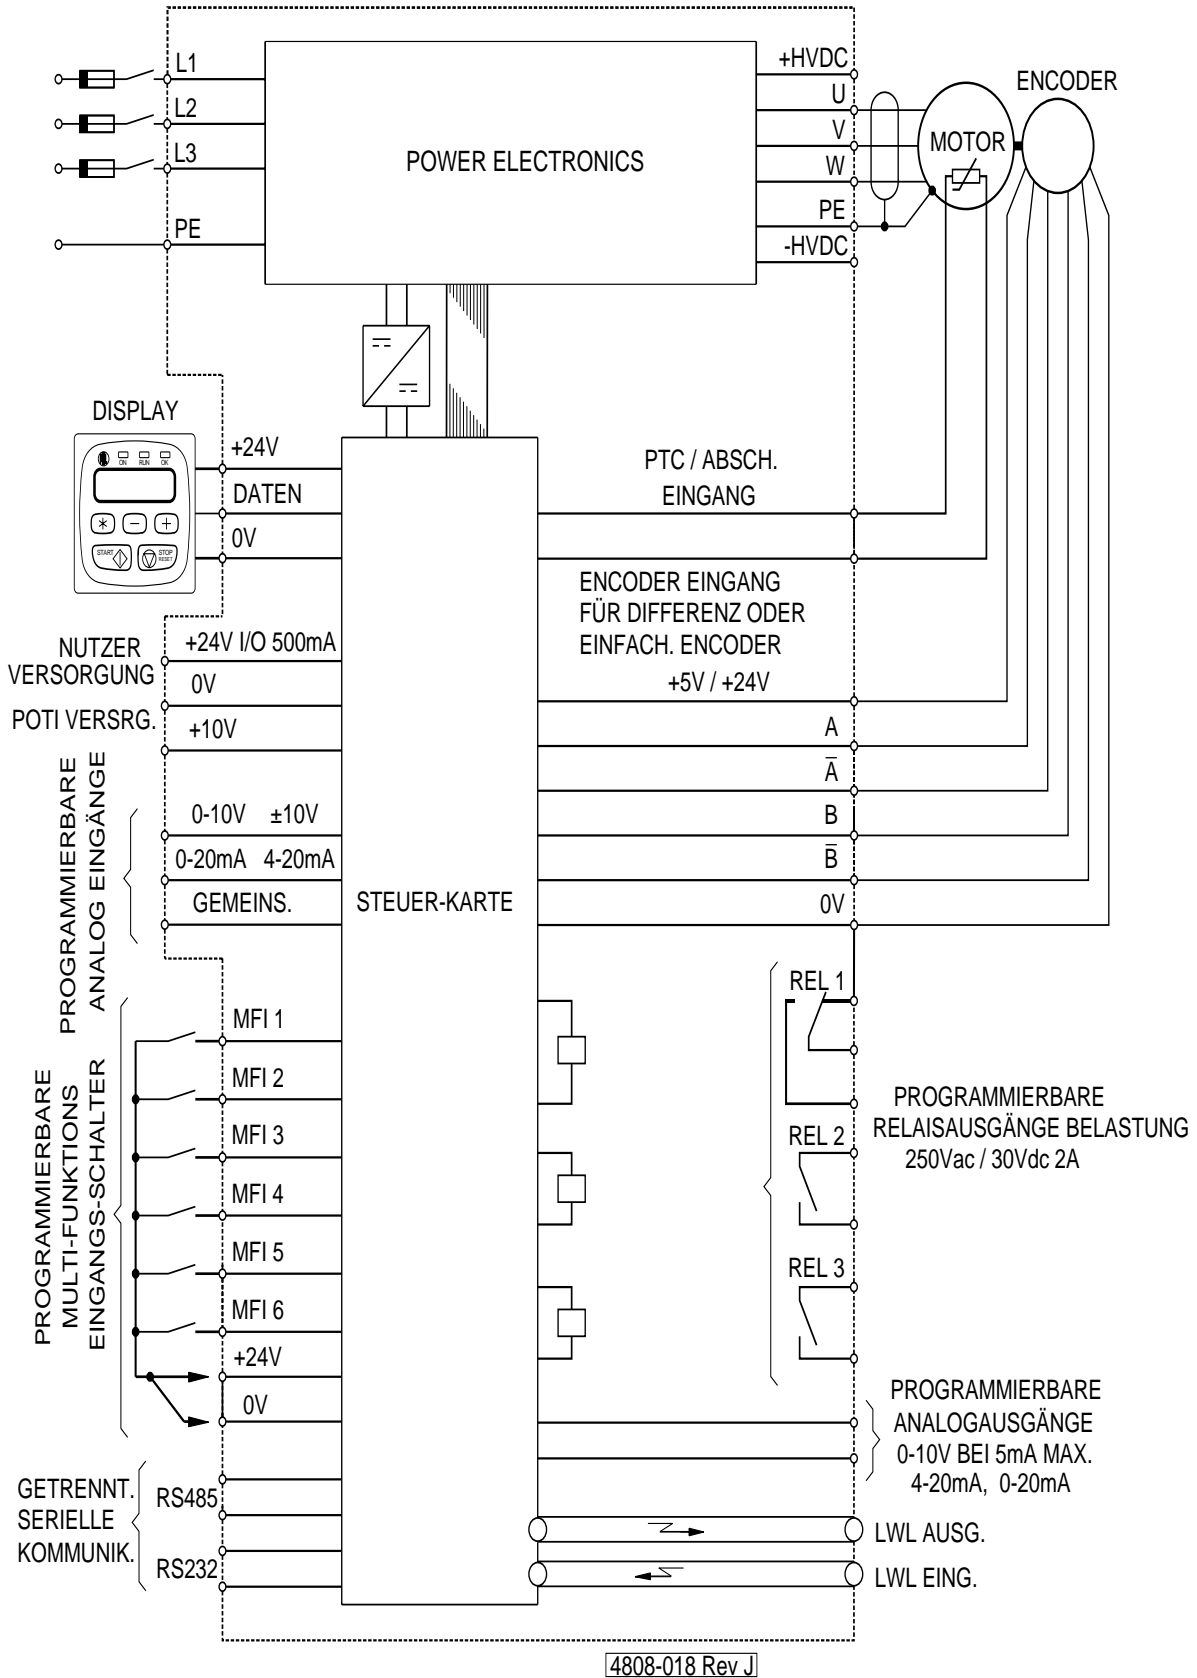 L1
L2
L3
PE
POWER ELECTRONICS
+HVDC
U
V
W
PE
-HVDC
MOTOR
ENCODER
DISPLAY
ON RUN OK
START
STOP
RESET
+24V
DATEN
0V
PTC / ABSCH.
EINGANG
ENCODER EINGANG
FÜR DIFFERENZ ODER
EINFACH. ENCODER
+5V / +24V
A
A̅
B
B̅
0V
NUTZER
VERSORGUNG
POTI VERSRG.
+24V I/O 500mA
0V
+10V
PROGRAMMIERBARE
ANALOG EINGÄNGE
0-10V ±10V
0-20mA 4-20mA
GEMEINS.
STEUER-KARTE
PROGRAMMIERBARE
MULTI-FUNKTIONS
EINGANGS-SCHALTER
MFI 1
MFI 2
MFI 3
MFI 4
MFI 5
MFI 6
+24V
0V
REL 1
REL 2
REL 3
PROGRAMMIERBARE
RELAISAUSGÄNGE BELASTUNG
250Vac / 30Vdc 2A
PROGRAMMIERBARE
ANALOGAUSGÄNGE
0-10V BEI 5mA MAX.
4-20mA, 0-20mA
GETRENNT.
SERIELLE
KOMMUNIK.
RS485
RS232
LWL AUSG.
LWL EING.
4808-018 Rev J